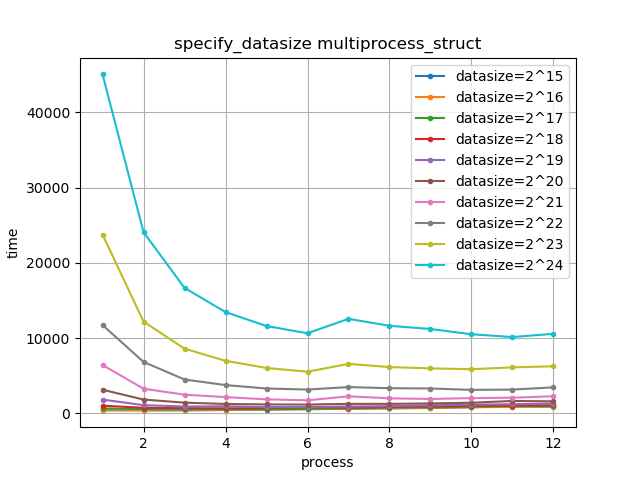 specify_datasize multiprocess_struct
datasize=2^15
datasize=2^16
datasize=2^17
datasize=2^18
datasize=2^19
datasize=2^20
datasize=2^21
datasize=2^22
datasize=2^23
datasize=2^24
40000
30000
20000
10000
0
time
2 4 6 8 10 12
process